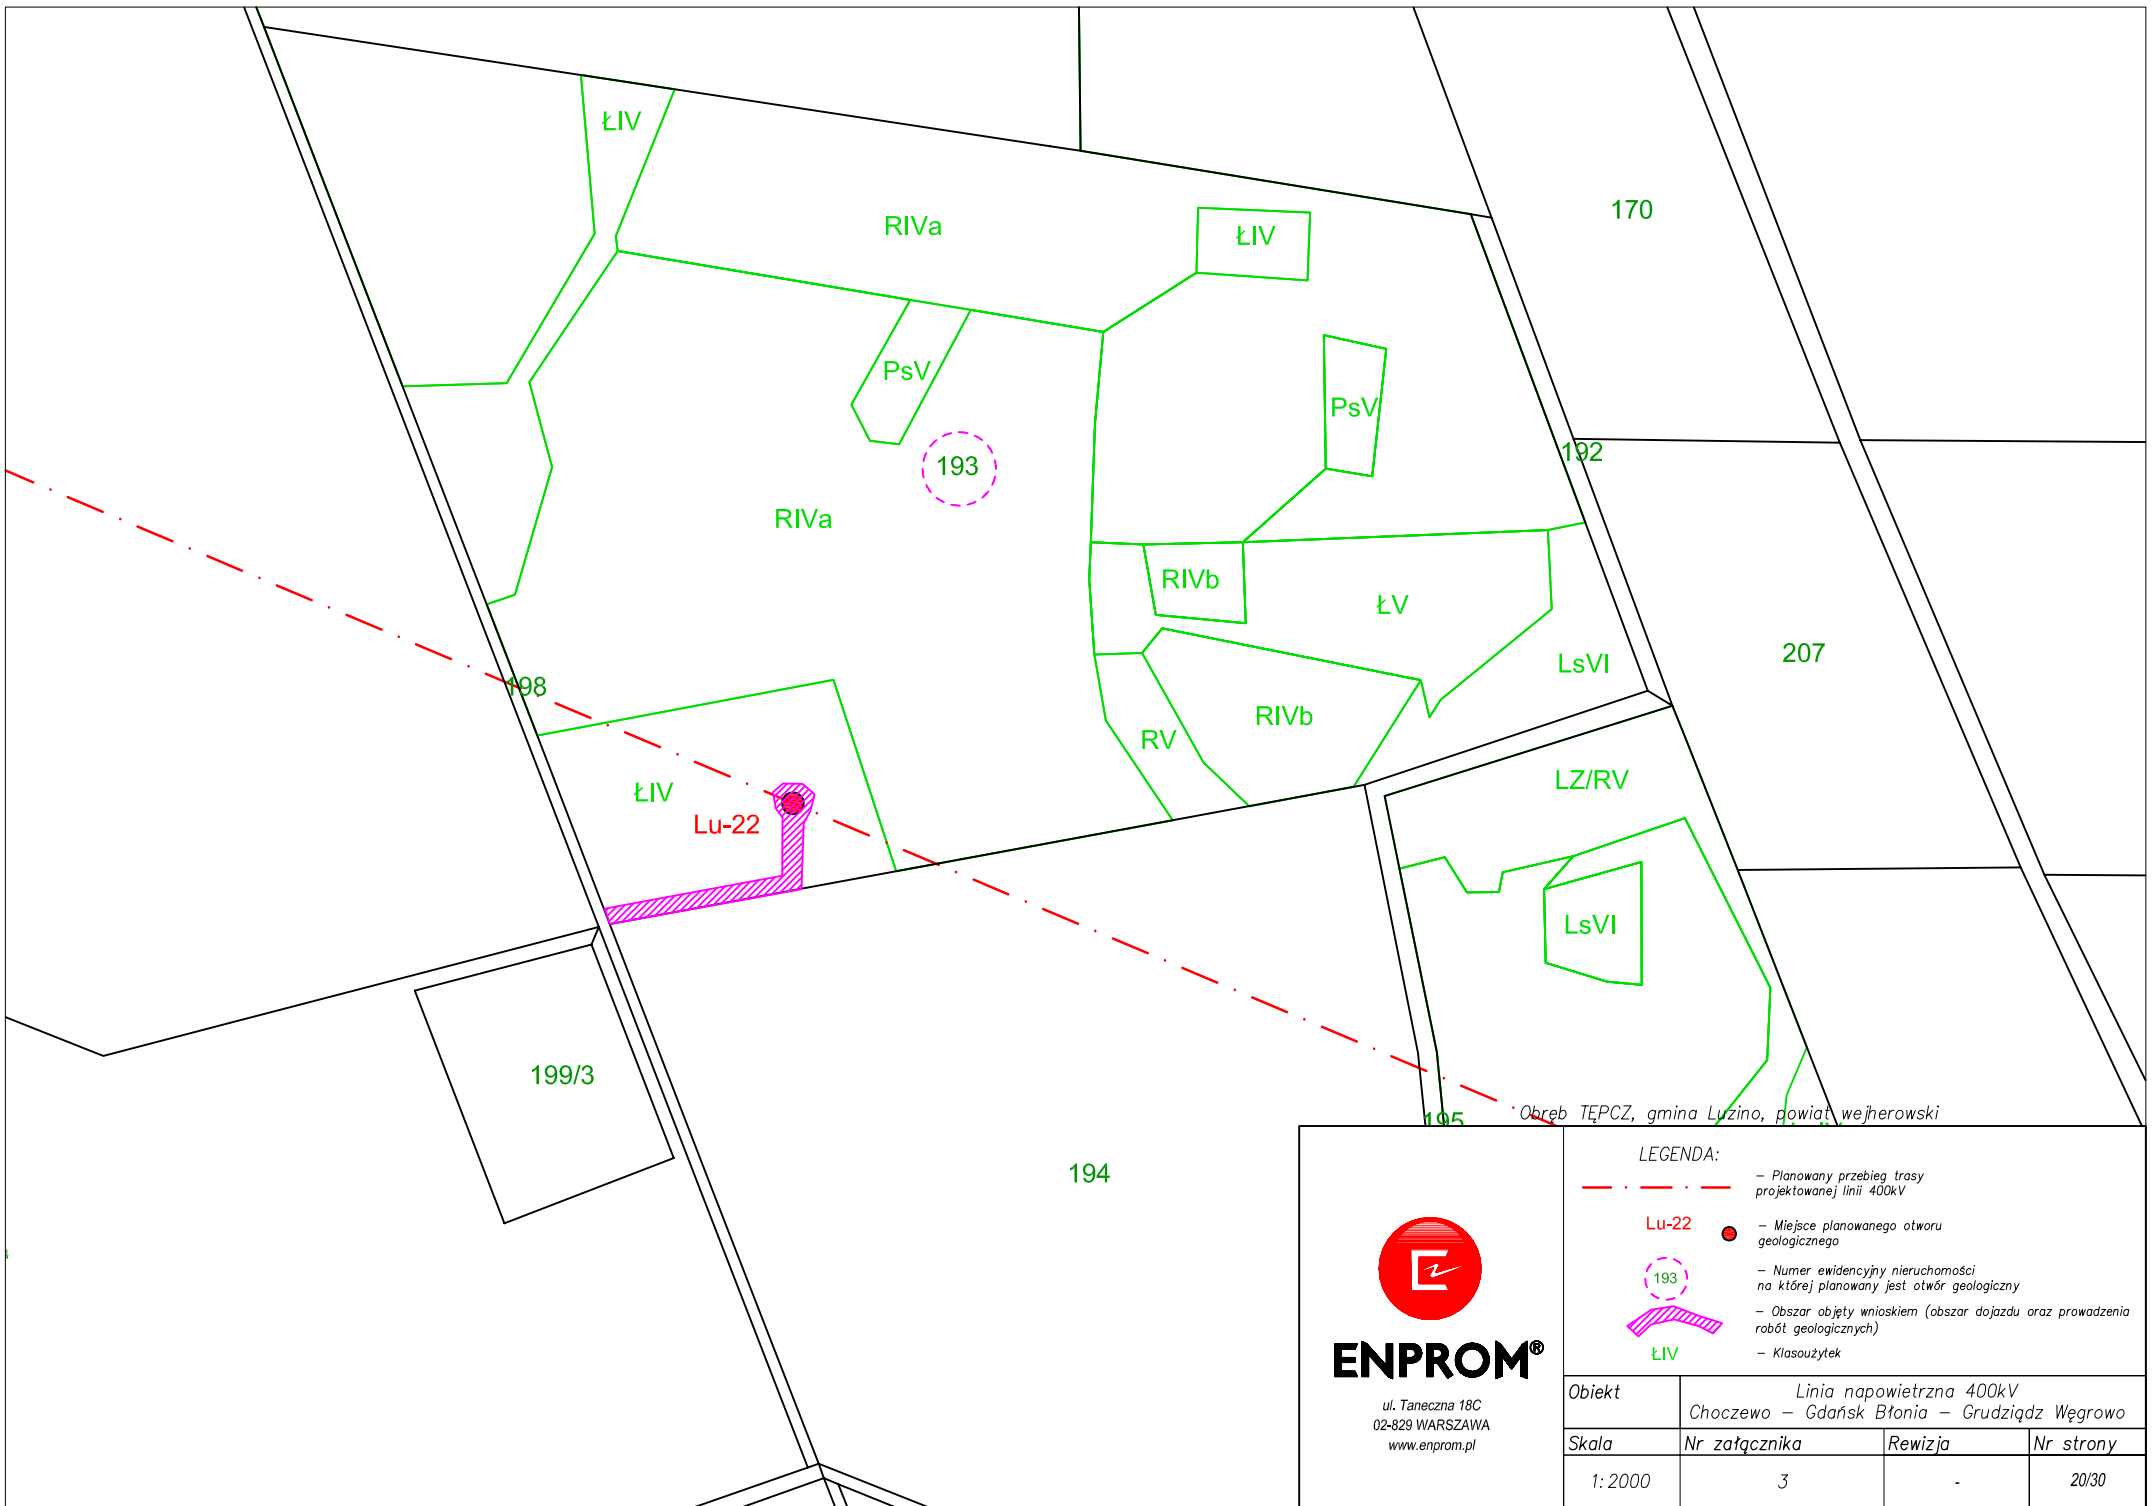 ŁIV
170
RIVa
ŁIV
PsV
PsV
192
193
RIVa
RIVb
ŁV
LsVI
207
198
RIVb
RV
LZ/RV
ŁIV
Lu-22
LsVI
199/3
195
Obręb TĘPCZ, gmina Luzino, powiat wejherowski
194
LEGENDA:
– Planowany przebieg trasy
projektowanej linii 400kV
Lu-22
– Miejsce planowanego otworu
geologicznego
193
– Numer ewidencyjny nieruchomości
na której planowany jest otwór geologiczny
– Obszar objęty wnioskiem (obszar dojazdu oraz prowadzenia
robót geologicznych)
ŁIV
– Klasoużytek
ENPROM®
ul. Taneczna 18C
02-829 WARSZAWA
www.enprom.pl
Obiekt
Linia napowietrzna 400kV
Choczewo – Gdańsk Błonia – Grudziądz Węgrowo
Skala
Nr załącznika
Rewizja
Nr strony
1:2000
3
-
20/30